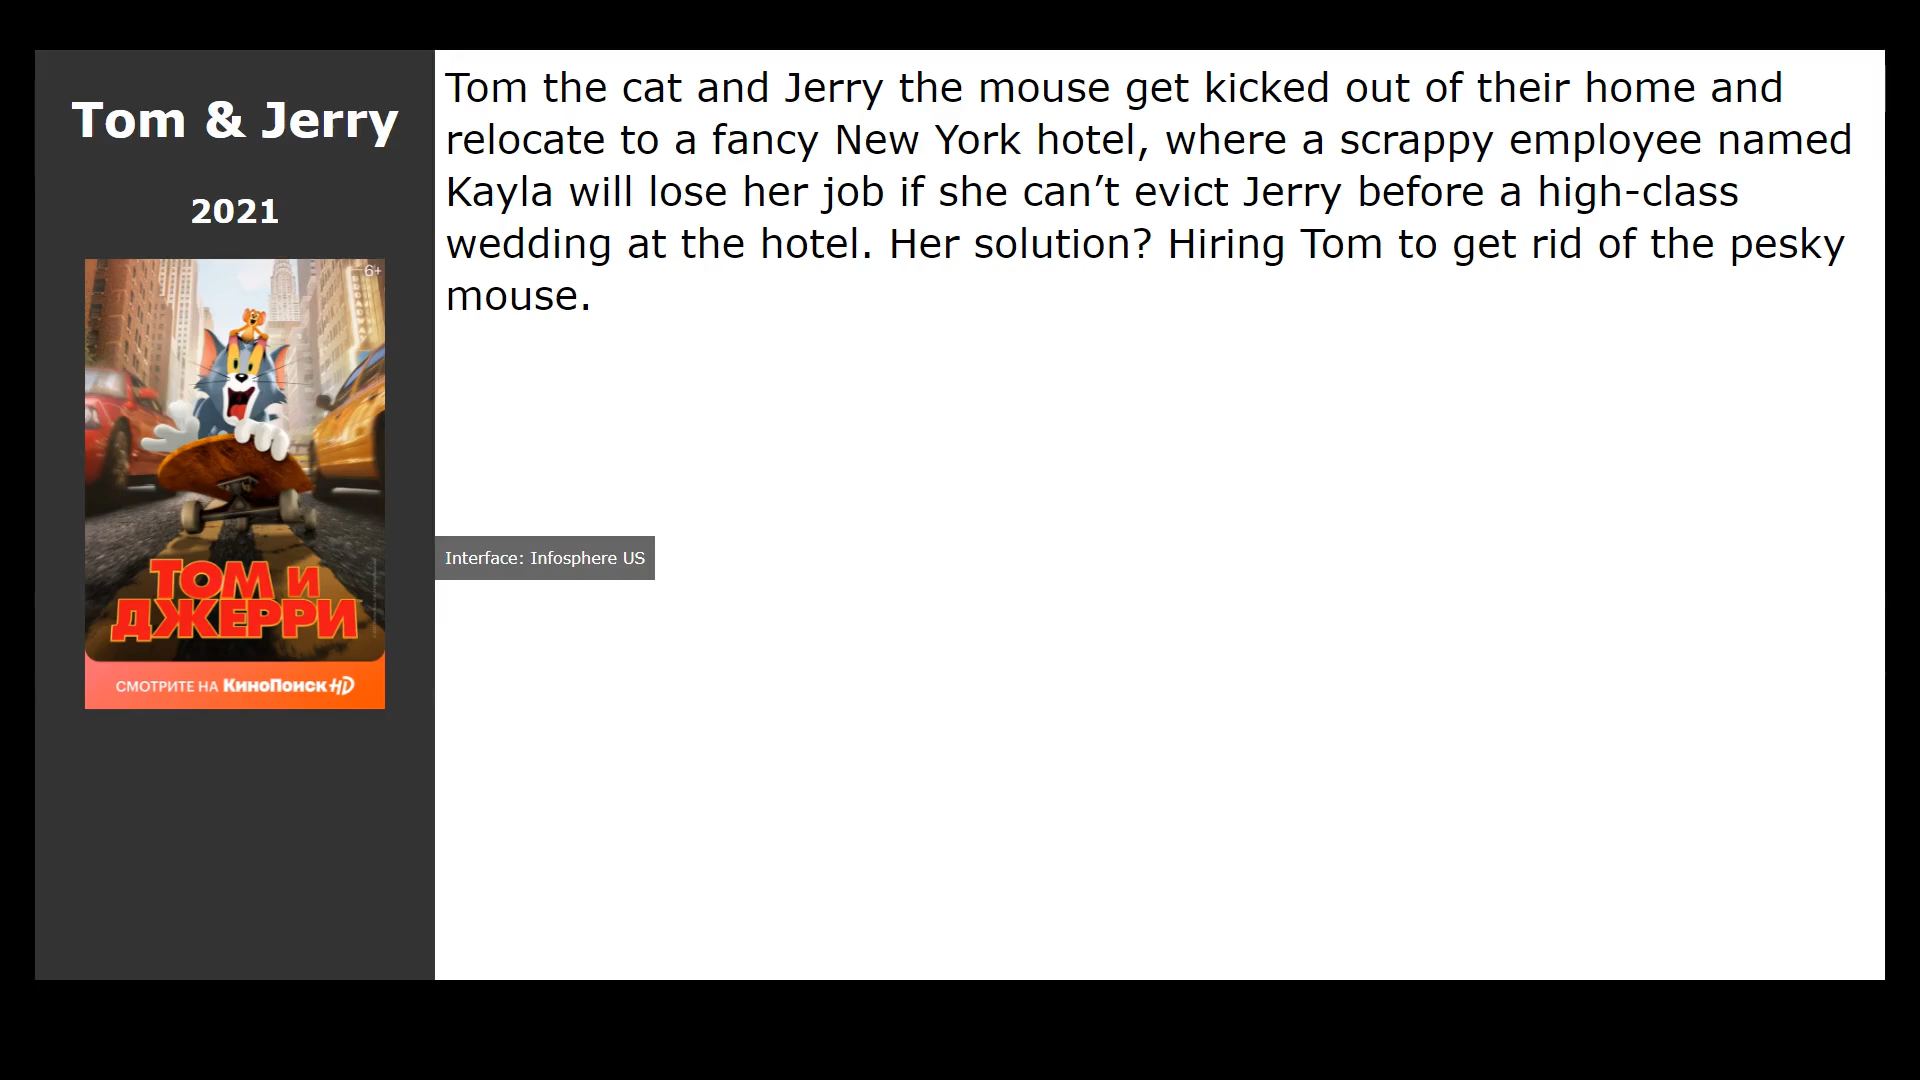 Tom & Jerry
2021
6+
ТОМ И
ДЖЕРРИ
СМОТРИТЕ НА КиноПоиск HD
Tom the cat and Jerry the mouse get kicked out of their home and
relocate to a fancy New York hotel, where a scrappy employee named
Kayla will lose her job if she can’t evict Jerry before a high-class
wedding at the hotel. Her solution? Hiring Tom to get rid of the pesky
mouse.
Interface: Infosphere US